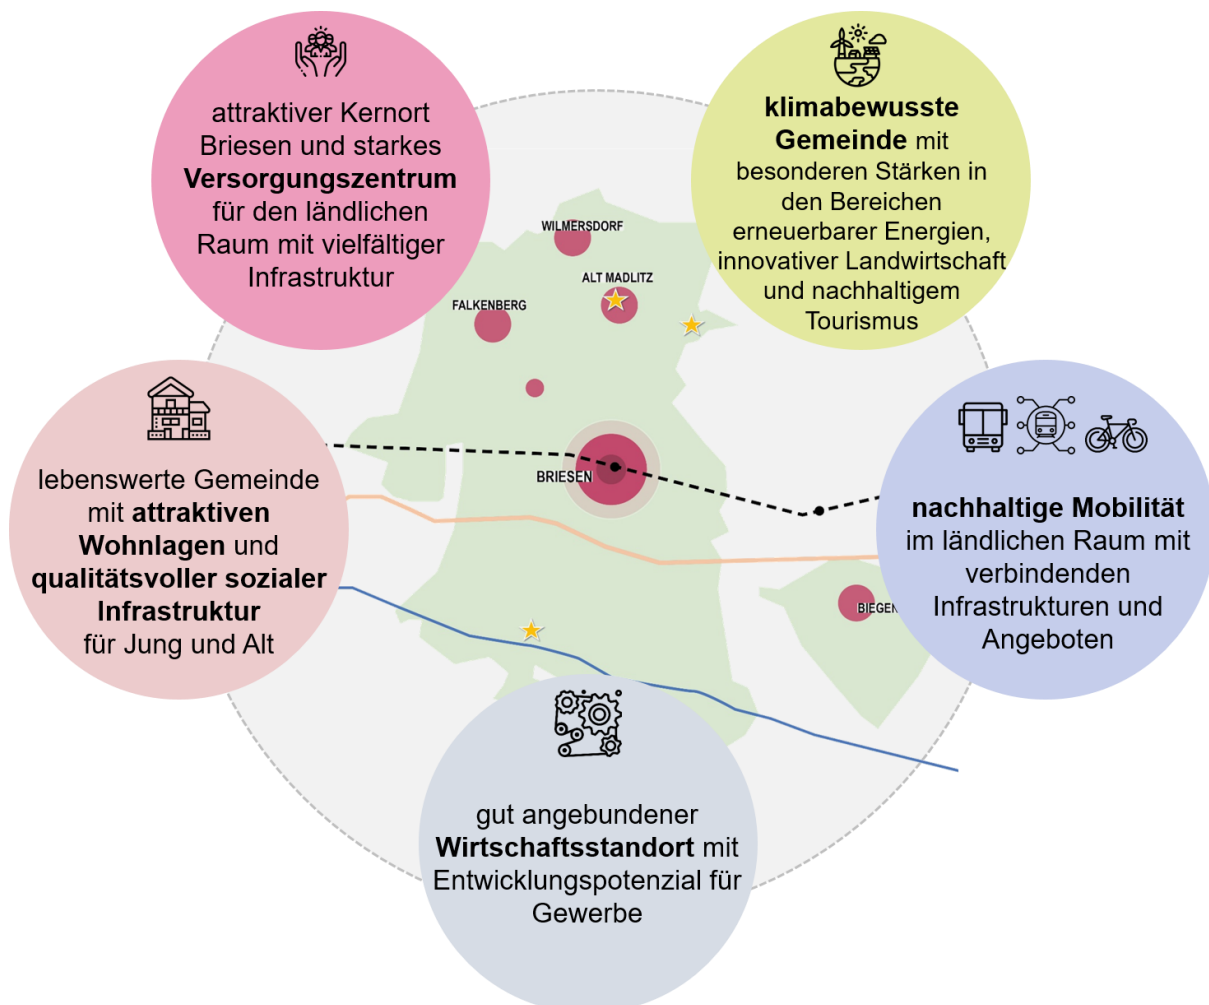 attraktiver Kernort
Briesen und starkes
Versorgungszentrum
für den ländlichen
Raum mit vielfältiger
Infrastruktur
klimabewusste
Gemeinde mit
besonderen Stärken in
den Bereichen
erneuerbarer Energien,
innovativer Landwirtschaft
und nachhaltigem
Tourismus
WILMERSDORF
ALT MADLITZ
FALKENBERG
BRIESEN
BIEGEN
lebenswerte Gemeinde
mit attraktiven
Wohnlagen und
qualitätsvoller sozialer
Infrastruktur
für Jung und Alt
nachhaltige Mobilität
im ländlichen Raum mit
verbindenden
Infrastrukturen und
Angeboten
gut angebundener
Wirtschaftsstandort mit
Entwicklungspotenzial für
Gewerbe